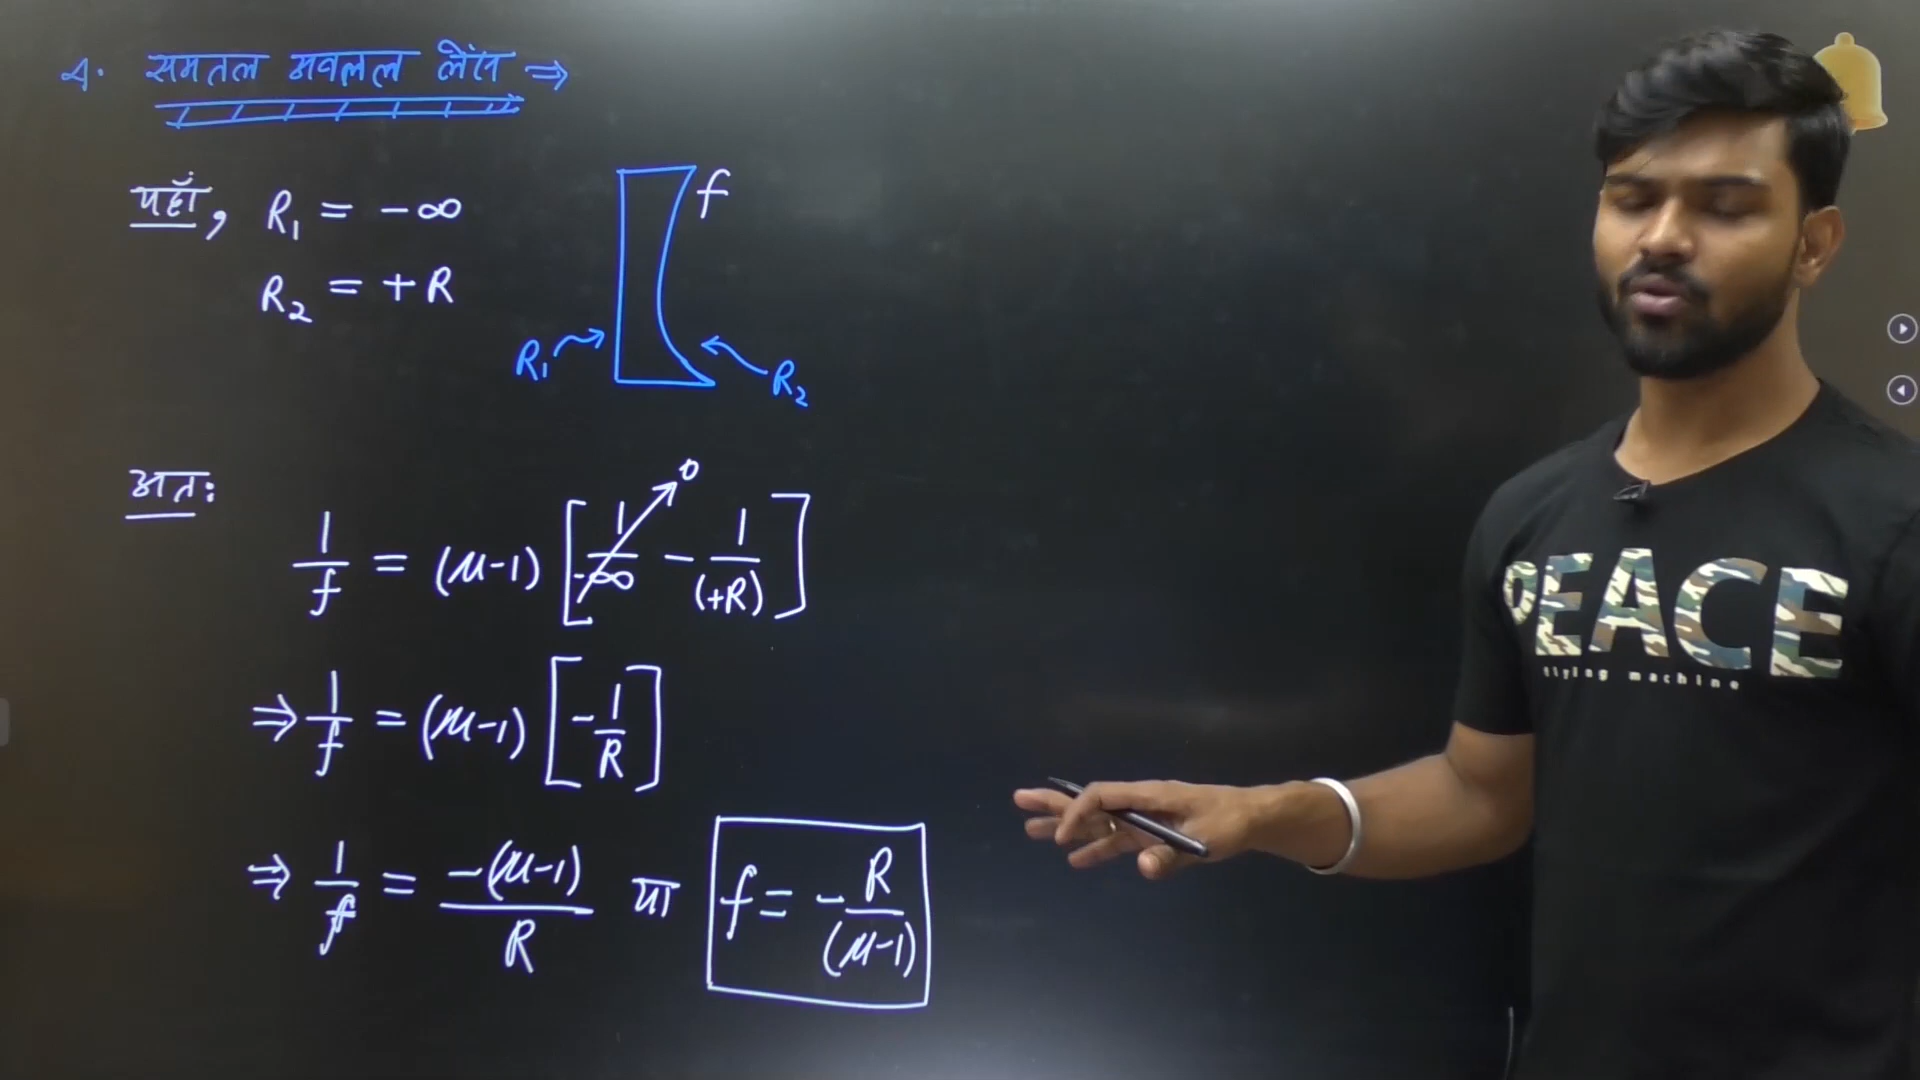 4. समतल अवतल लेंस ⇒
यहाँ, R₁ = -∞
R₂ = +R
f
R₁
R₂
अतः
1/f = (μ-1) [1/-∞ - 1/(+R)]
0
⇒ 1/f = (μ-1) [-1/R]
⇒ 1/f = -(μ-1)/R या f = -R/(μ-1)
PEACE
flying machine